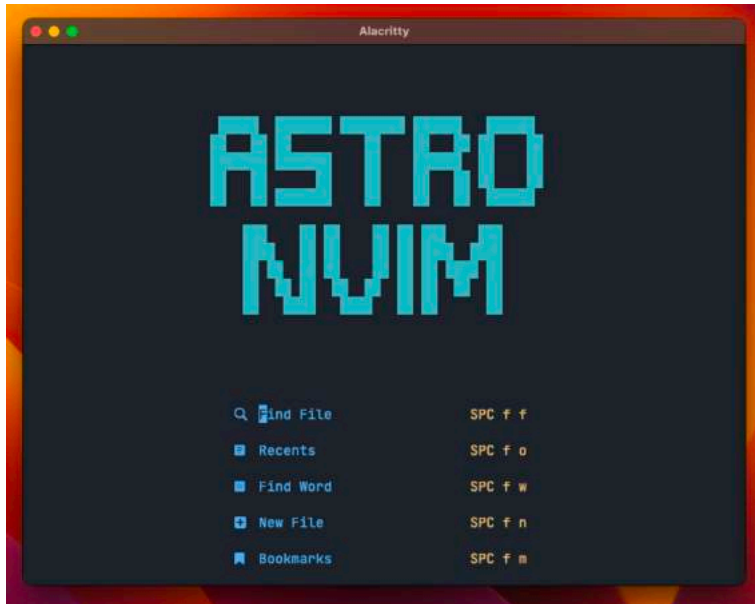 Alacritty
ASTRO
NVIM
Find File SPC f f
Recents SPC f o
Find Word SPC f w
New File SPC f n
Bookmarks SPC f m